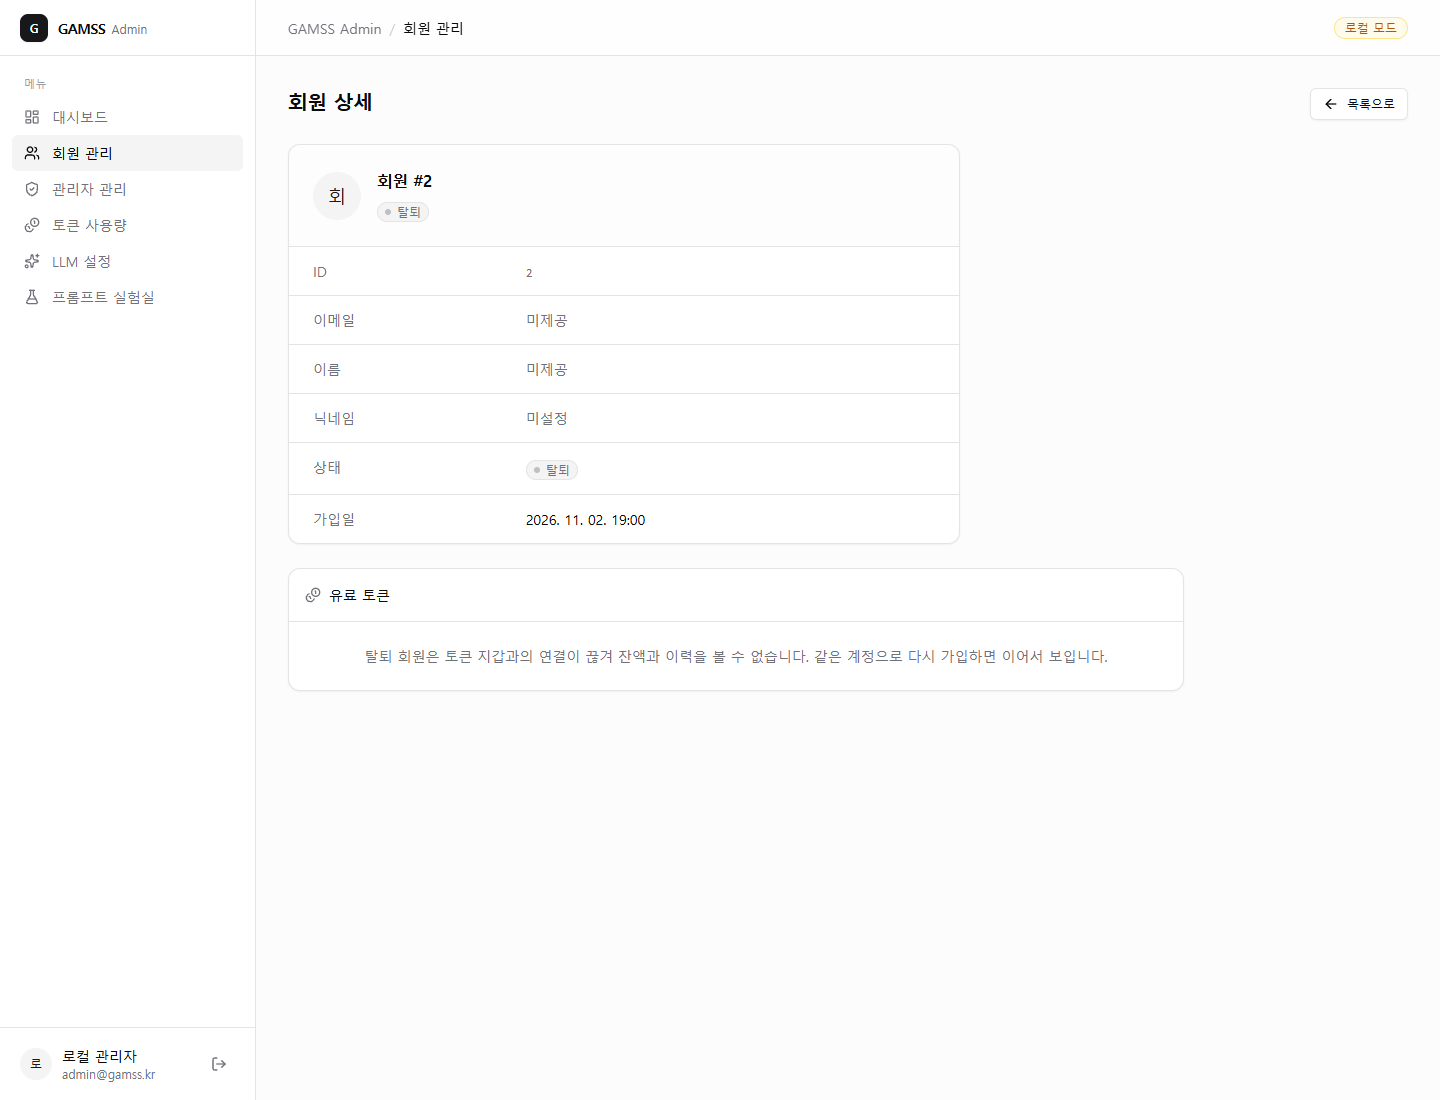 G GAMSS Admin
GAMSS Admin / 회원 관리
로컬 모드
메뉴
대시보드
회원 관리
관리자 관리
토큰 사용량
LLM 설정
프롬프트 실험실
회원 상세
목록으로
회
회원 #2
탈퇴
ID 2
이메일 미제공
이름 미제공
닉네임 미설정
상태 탈퇴
가입일 2026. 11. 02. 19:00
유료 토큰
탈퇴 회원은 토큰 지갑과의 연결이 끊겨 잔액과 이력을 볼 수 없습니다. 같은 계정으로 다시 가입하면 이어서 보입니다.
로
로컬 관리자
admin@gamss.kr